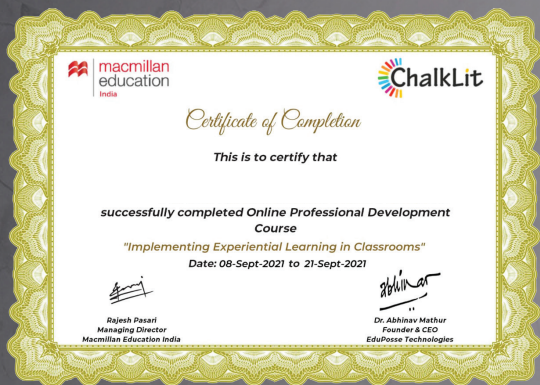 macmillan
education
India
ChalkLit
Certificate of Completion
This is to certify that
successfully completed Online Professional Development
Course
"Implementing Experiential Learning in Classrooms"
Date: 08-Sept-2021 to 21-Sept-2021
Rajesh Pasari
Managing Director
Macmillan Education India
Dr. Abhinav Mathur
Founder & CEO
EduPosse Technologies